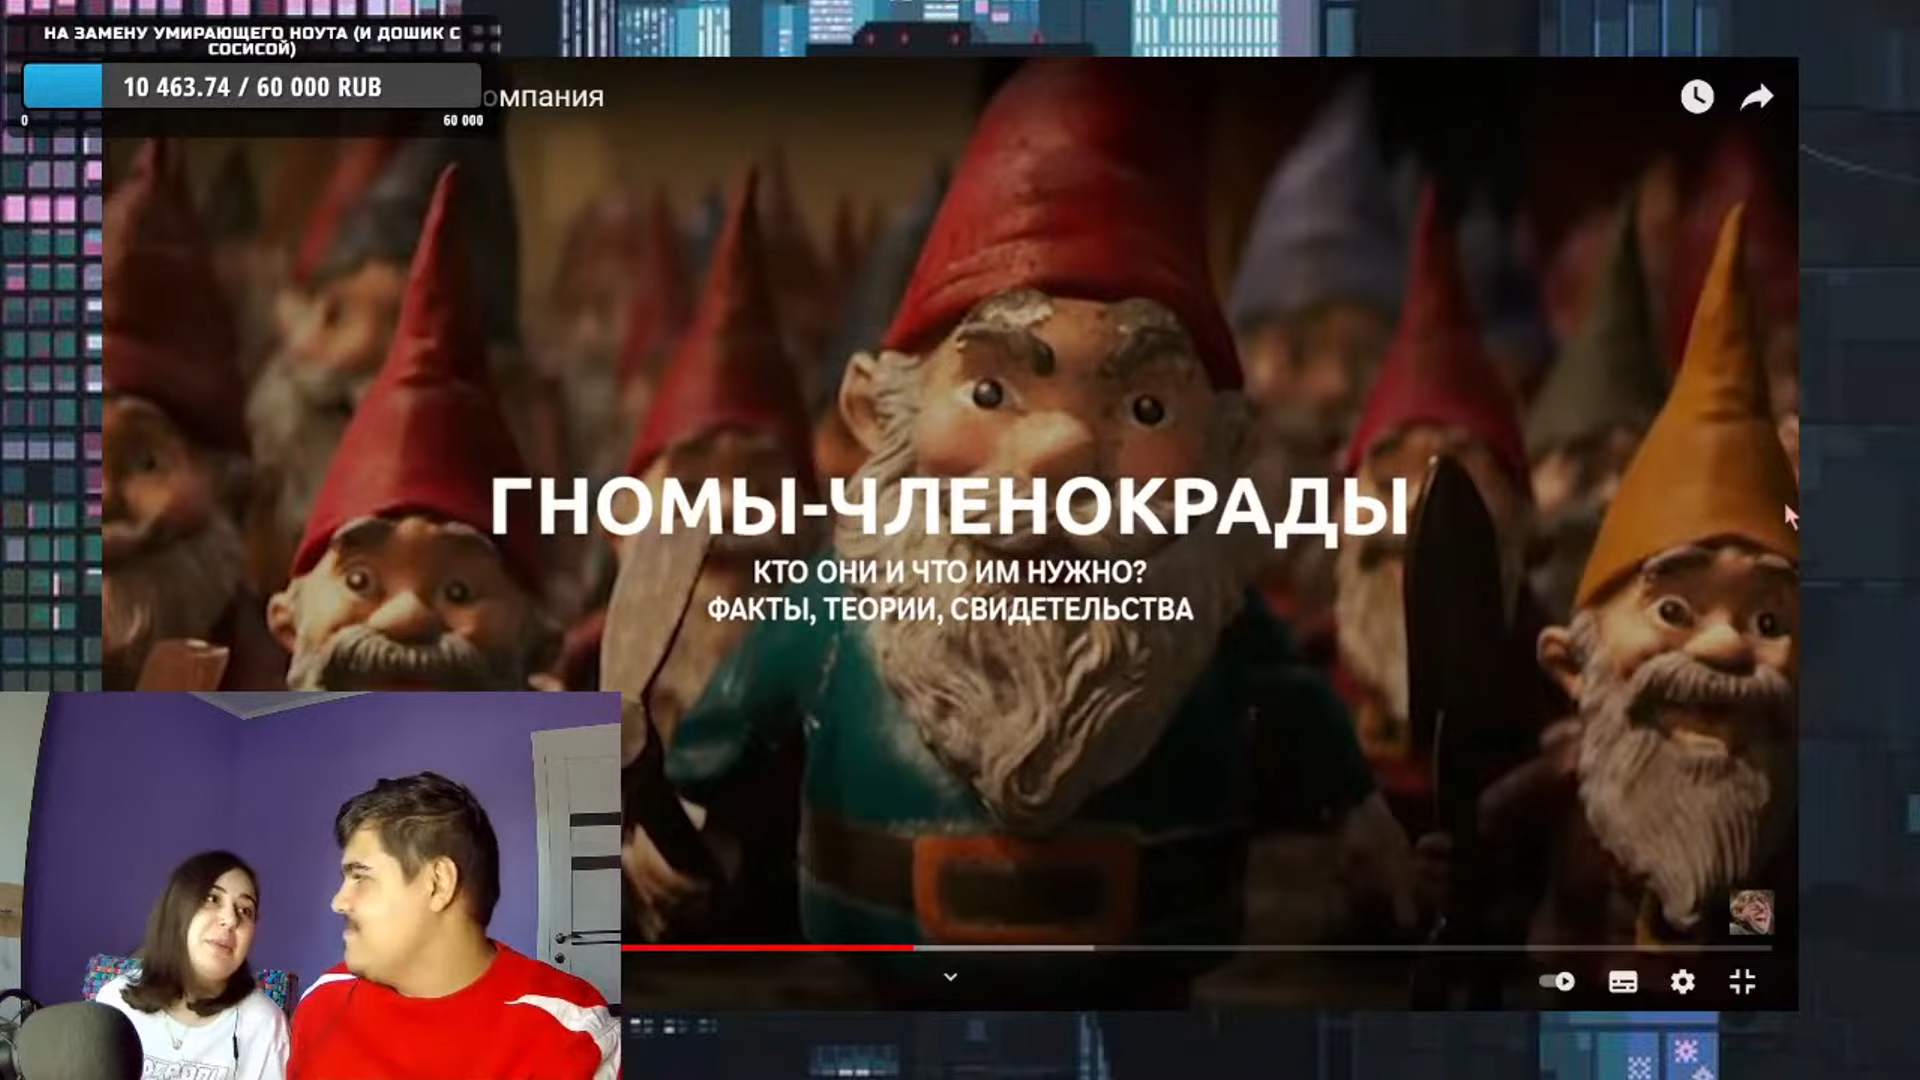 НА ЗАМЕНУ УМИРАЮЩЕГО НОУТА (И ДОШИК С
СОСИСОЙ)
10 463.74 / 60 000 RUB
0 60 000
омпания
ГНОМЫ-ЧЛЕНОКРАДЫ
КТО ОНИ И ЧТО ИМ НУЖНО?
ФАКТЫ, ТЕОРИИ, СВИДЕТЕЛЬСТВА